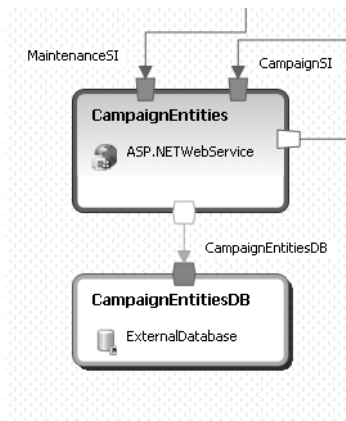 MaintenanceSI
CampaignSI
CampaignEntities
ASP.NETWebService
CampaignEntitiesDB
CampaignEntitiesDB
ExternalDatabase